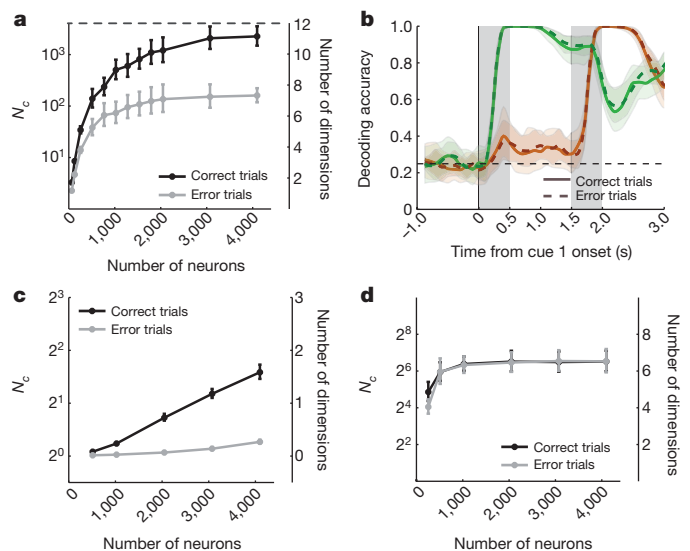 a
N_c
10³
10²
10¹
Number of dimensions
12
10
8
6
4
2
Correct trials
Error trials
1,000
2,000
3,000
4,000
0
Number of neurons
b
Decoding accuracy
1.0
0.8
0.6
0.4
0.2
0
Correct trials
Error trials
−1.0
0
0.5
1.5
2.0
3.0
Time from cue 1 onset (s)
c
N_c
2³
2²
2¹
2⁰
Number of dimensions
3
2
1
0
Correct trials
Error trials
0
1,000
2,000
3,000
4,000
Number of neurons
d
N_c
2⁸
2⁶
2⁴
2²
Number of dimensions
8
6
4
2
Correct trials
Error trials
0
1,000
2,000
3,000
4,000
Number of neurons